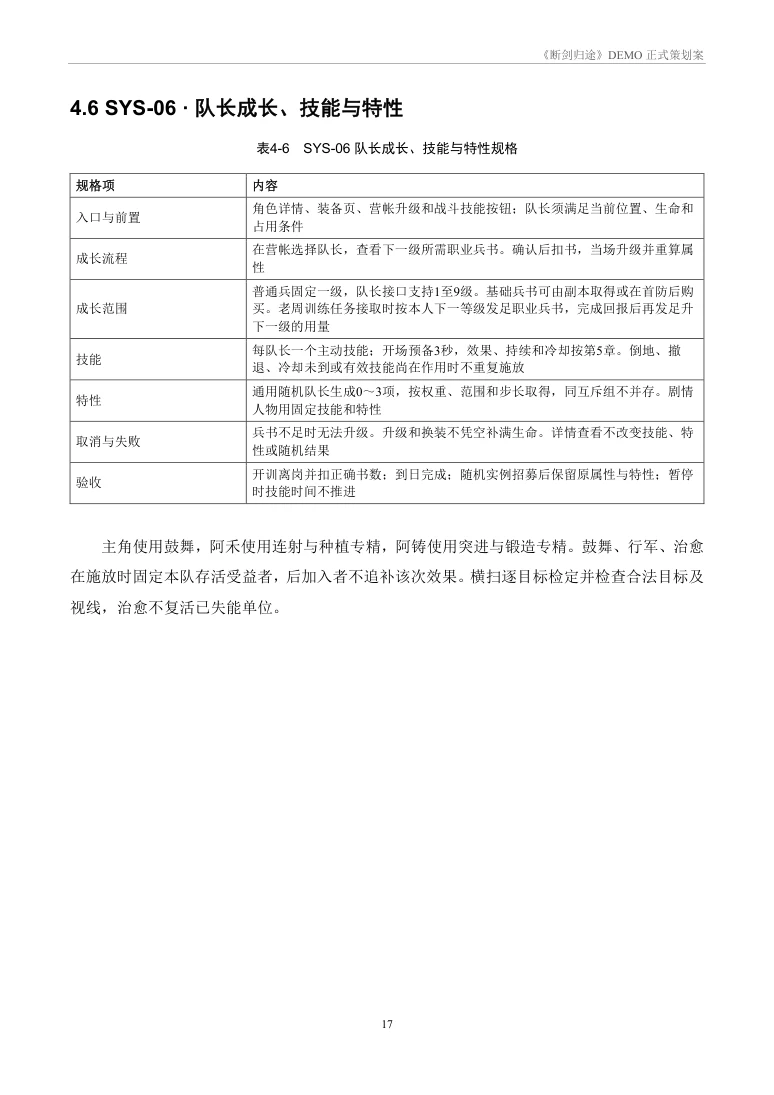 《断剑归途》DEMO 正式策划案
4.6 SYS-06 · 队长成长、技能与特性
表4-6 SYS-06 队长成长、技能与特性规格
规格项 内容
入口与前置 角色详情、装备页、营帐升级和战斗技能按钮；队长须满足当前位置、生命和
占用条件
成长流程 在营帐选择队长，查看下一级所需职业兵书。确认后扣书，当场升级并重算属
性
成长范围 普通兵固定一级，队长接口支持1至9级。基础兵书可由副本取得或在首防后购
买。老周训练任务接取时按本人下一等级发足职业兵书，完成回报后再发足升
下一级的用量
技能 每队长一个主动技能；开场预备3秒，效果、持续和冷却按第5章。倒地、撤
退、冷却未到或有效技能尚在作用时不重复施放
特性 通用随机队长生成0～3项，按权重、范围和步长取得，同互斥组不并存。剧情
人物用固定技能和特性
取消与失败 兵书不足时无法升级。升级和换装不凭空补满生命。详情查看不改变技能、特
性或随机结果
验收 开训离岗并扣正确书数；到日完成；随机实例招募后保留原属性与特性；暂停
时技能时间不推进
主角使用鼓舞，阿禾使用连射与种植专精，阿铸使用突进与锻造专精。鼓舞、行军、治愈
在施放时固定本队存活受益者，后加入者不追补该次效果。横扫逐目标检定并检查合法目标及
视线，治愈不复活已失能单位。
17